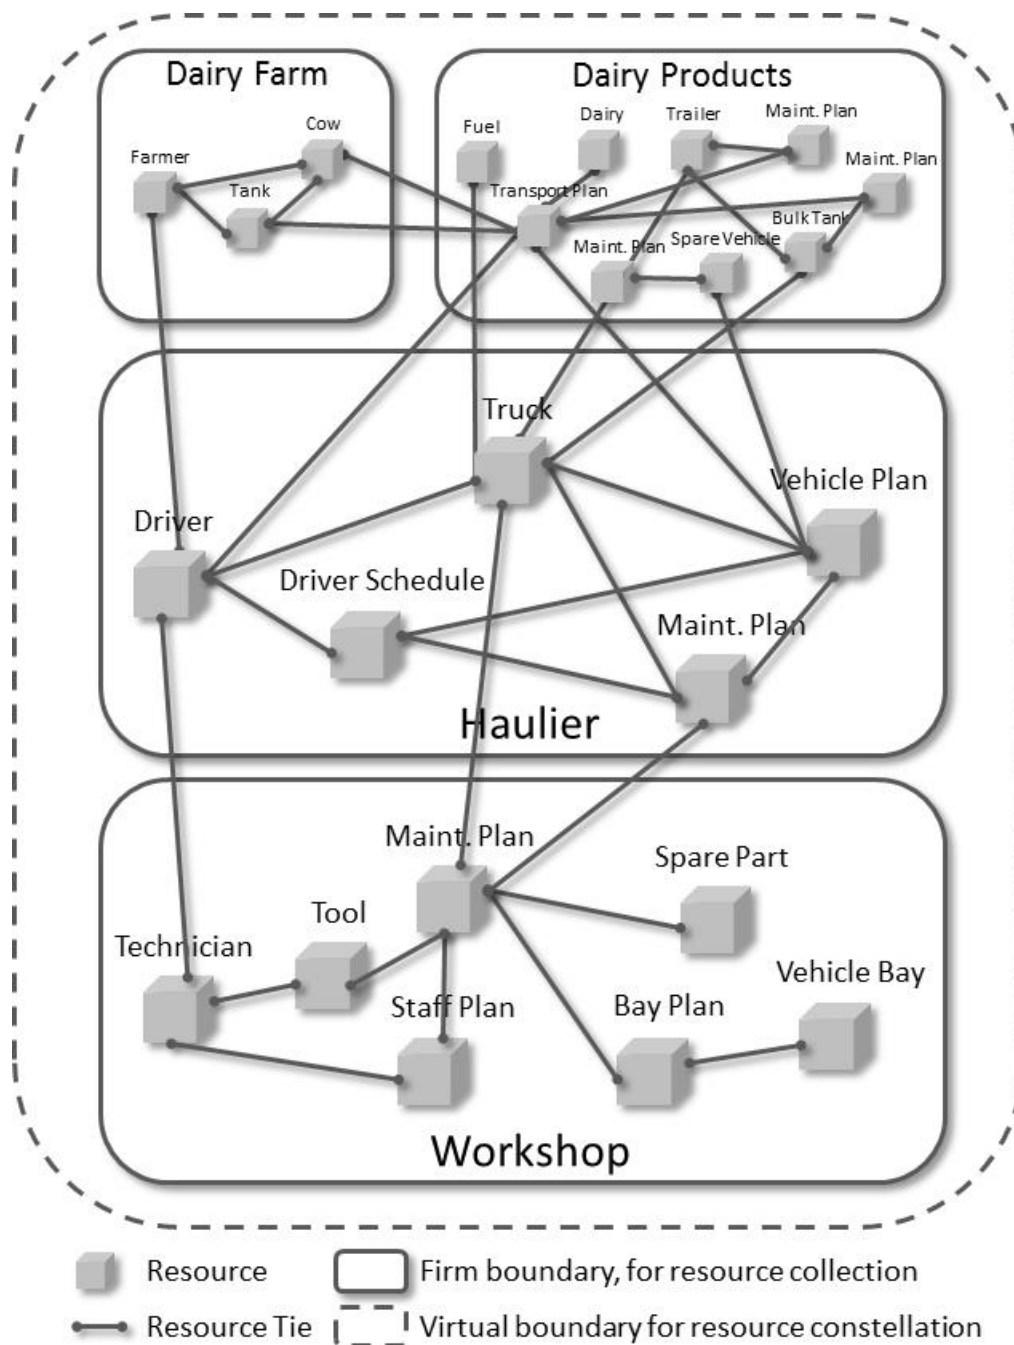 Dairy Farm
Dairy Products
Cow
Fuel
Dairy
Trailer
Maint. Plan
Farmer
Tank
Transport Plan
Maint. Plan
Bulk Tank
Maint. Plan
Spare Vehicle
Truck
Vehicle Plan
Driver
Driver Schedule
Maint. Plan
Haulier
Maint. Plan
Spare Part
Tool
Technician
Vehicle Bay
Staff Plan
Bay Plan
Workshop
Resource
Firm boundary, for resource collection
Resource Tie
Virtual boundary for resource constellation